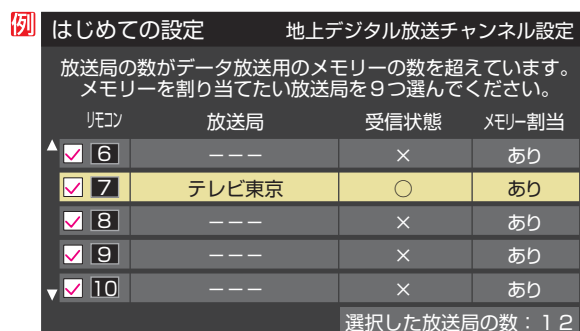 例
はじめての設定 地上デジタル放送チャンネル設定
放送局の数がデータ放送用のメモリーの数を超えています。
メモリーを割り当てたい放送局を９つ選んでください。
リモコン 放送局 受信状態 メモリー割当
6 －－－ × あり
7 テレビ東京 ○ あり
8 －－－ × あり
9 －－－ × あり
10 －－－ × あり
選択した放送局の数：１２